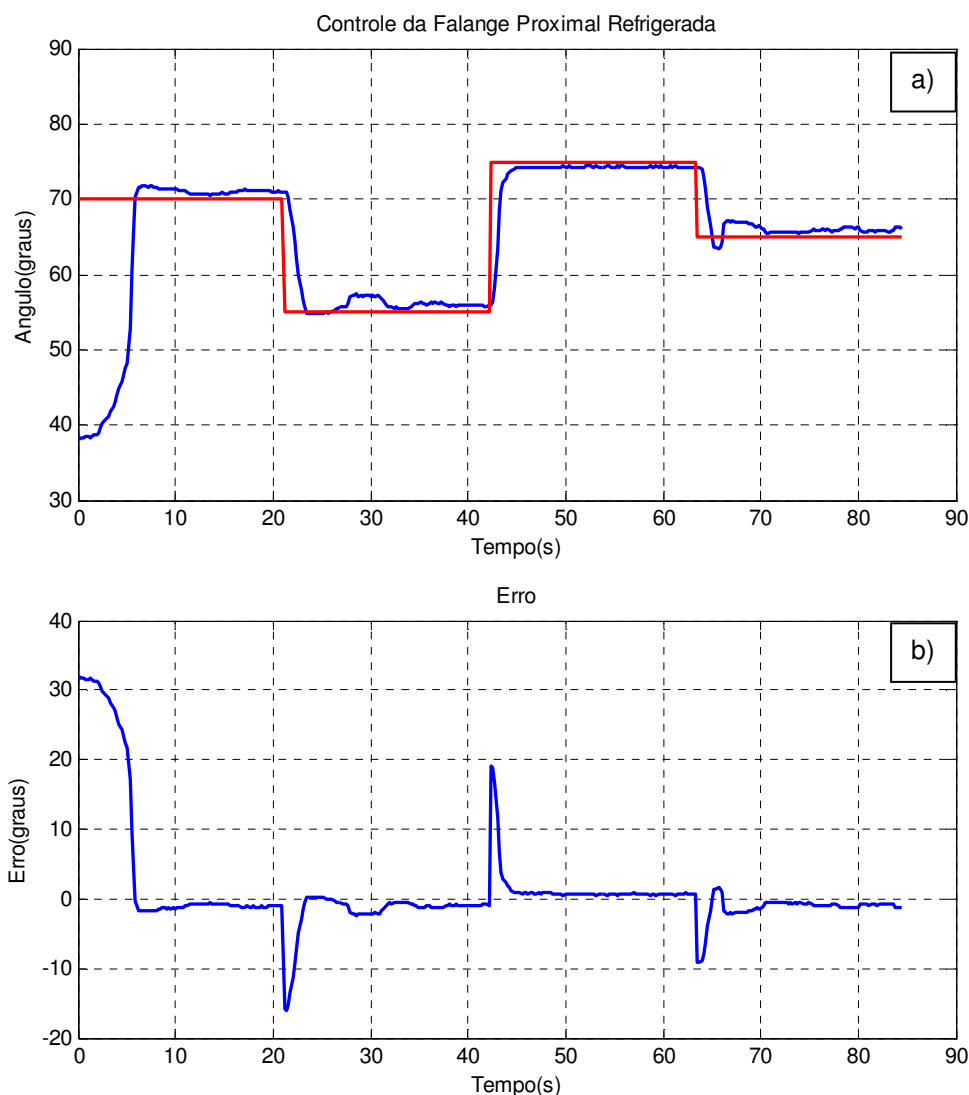 Controle da Falange Proximal Refrigerada
a)
90
80
70
60
50
40
30
Angulo(graus)
0 10 20 30 40 50 60 70 80 90
Tempo(s)
Erro
b)
40
30
20
10
0
-10
-20
Erro(graus)
0 10 20 30 40 50 60 70 80 90
Tempo(s)